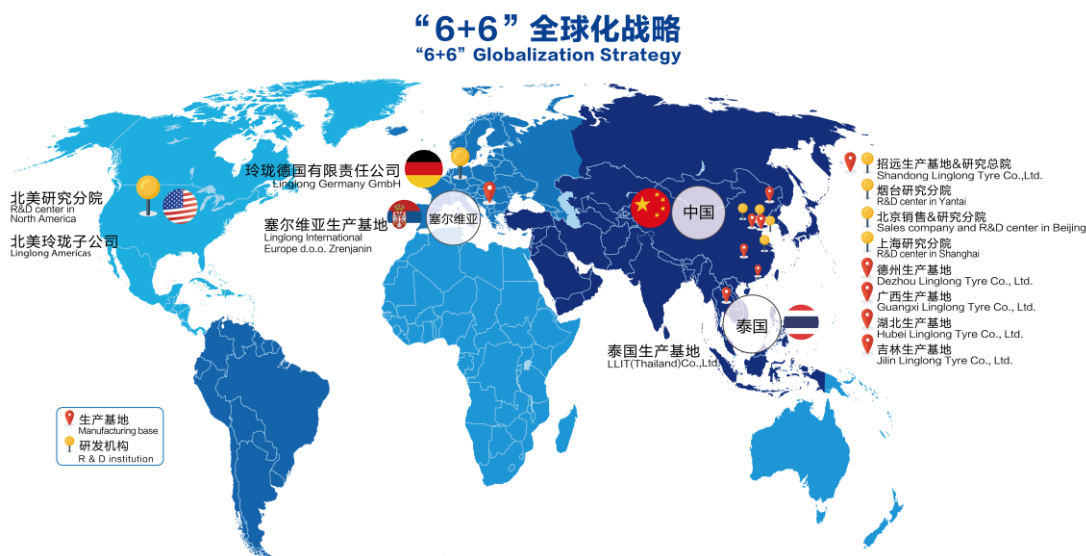 “6+6” 全球化战略
“6+6” Globalization Strategy
北美研究分院
R&D center in
North America
北美玲珑子公司
Linglong Americas
玲珑德国有限责任公司
Linglong Germany GmbH
塞尔维亚生产基地
Linglong International
Europe d.o.o. Zrenjanin
塞尔维亚
中国
泰国
泰国生产基地
LLIT(Thailand)Co.,Ltd.
招远生产基地&研究总院
Shandong Linglong Tyre Co.,Ltd.
烟台研究分院
R&D center in Yantai
北京销售&研究分院
Sales company and R&D center in Beijing
上海研究分院
R&D center in Shanghai
德州生产基地
Dezhou Linglong Tyre Co., Ltd.
广西生产基地
Guangxi Linglong Tyre Co., Ltd.
湖北生产基地
Hubei Linglong Tyre Co., Ltd.
吉林生产基地
Jilin Linglong Tyre Co., Ltd.
生产基地
Manufacturing base
研发机构
R & D institution